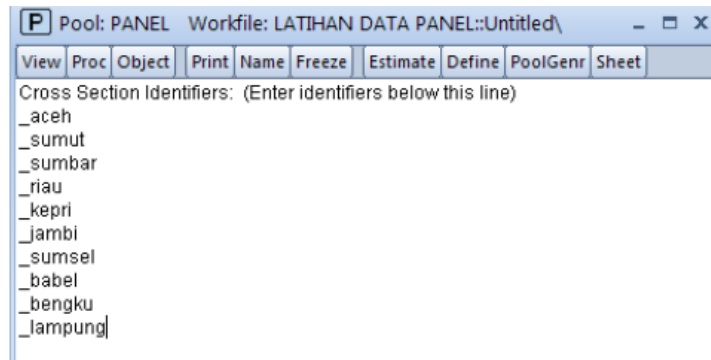 P Pool: PANEL Workfile: LATIHAN DATA PANEL::Untitled\
View Proc Object Print Name Freeze Estimate Define PoolGenr Sheet
Cross Section Identifiers: (Enter identifiers below this line)
_aceh
_sumut
_sumbar
_riau
_kepri
_jambi
_sumsel
_babel
_bengku
_lampung